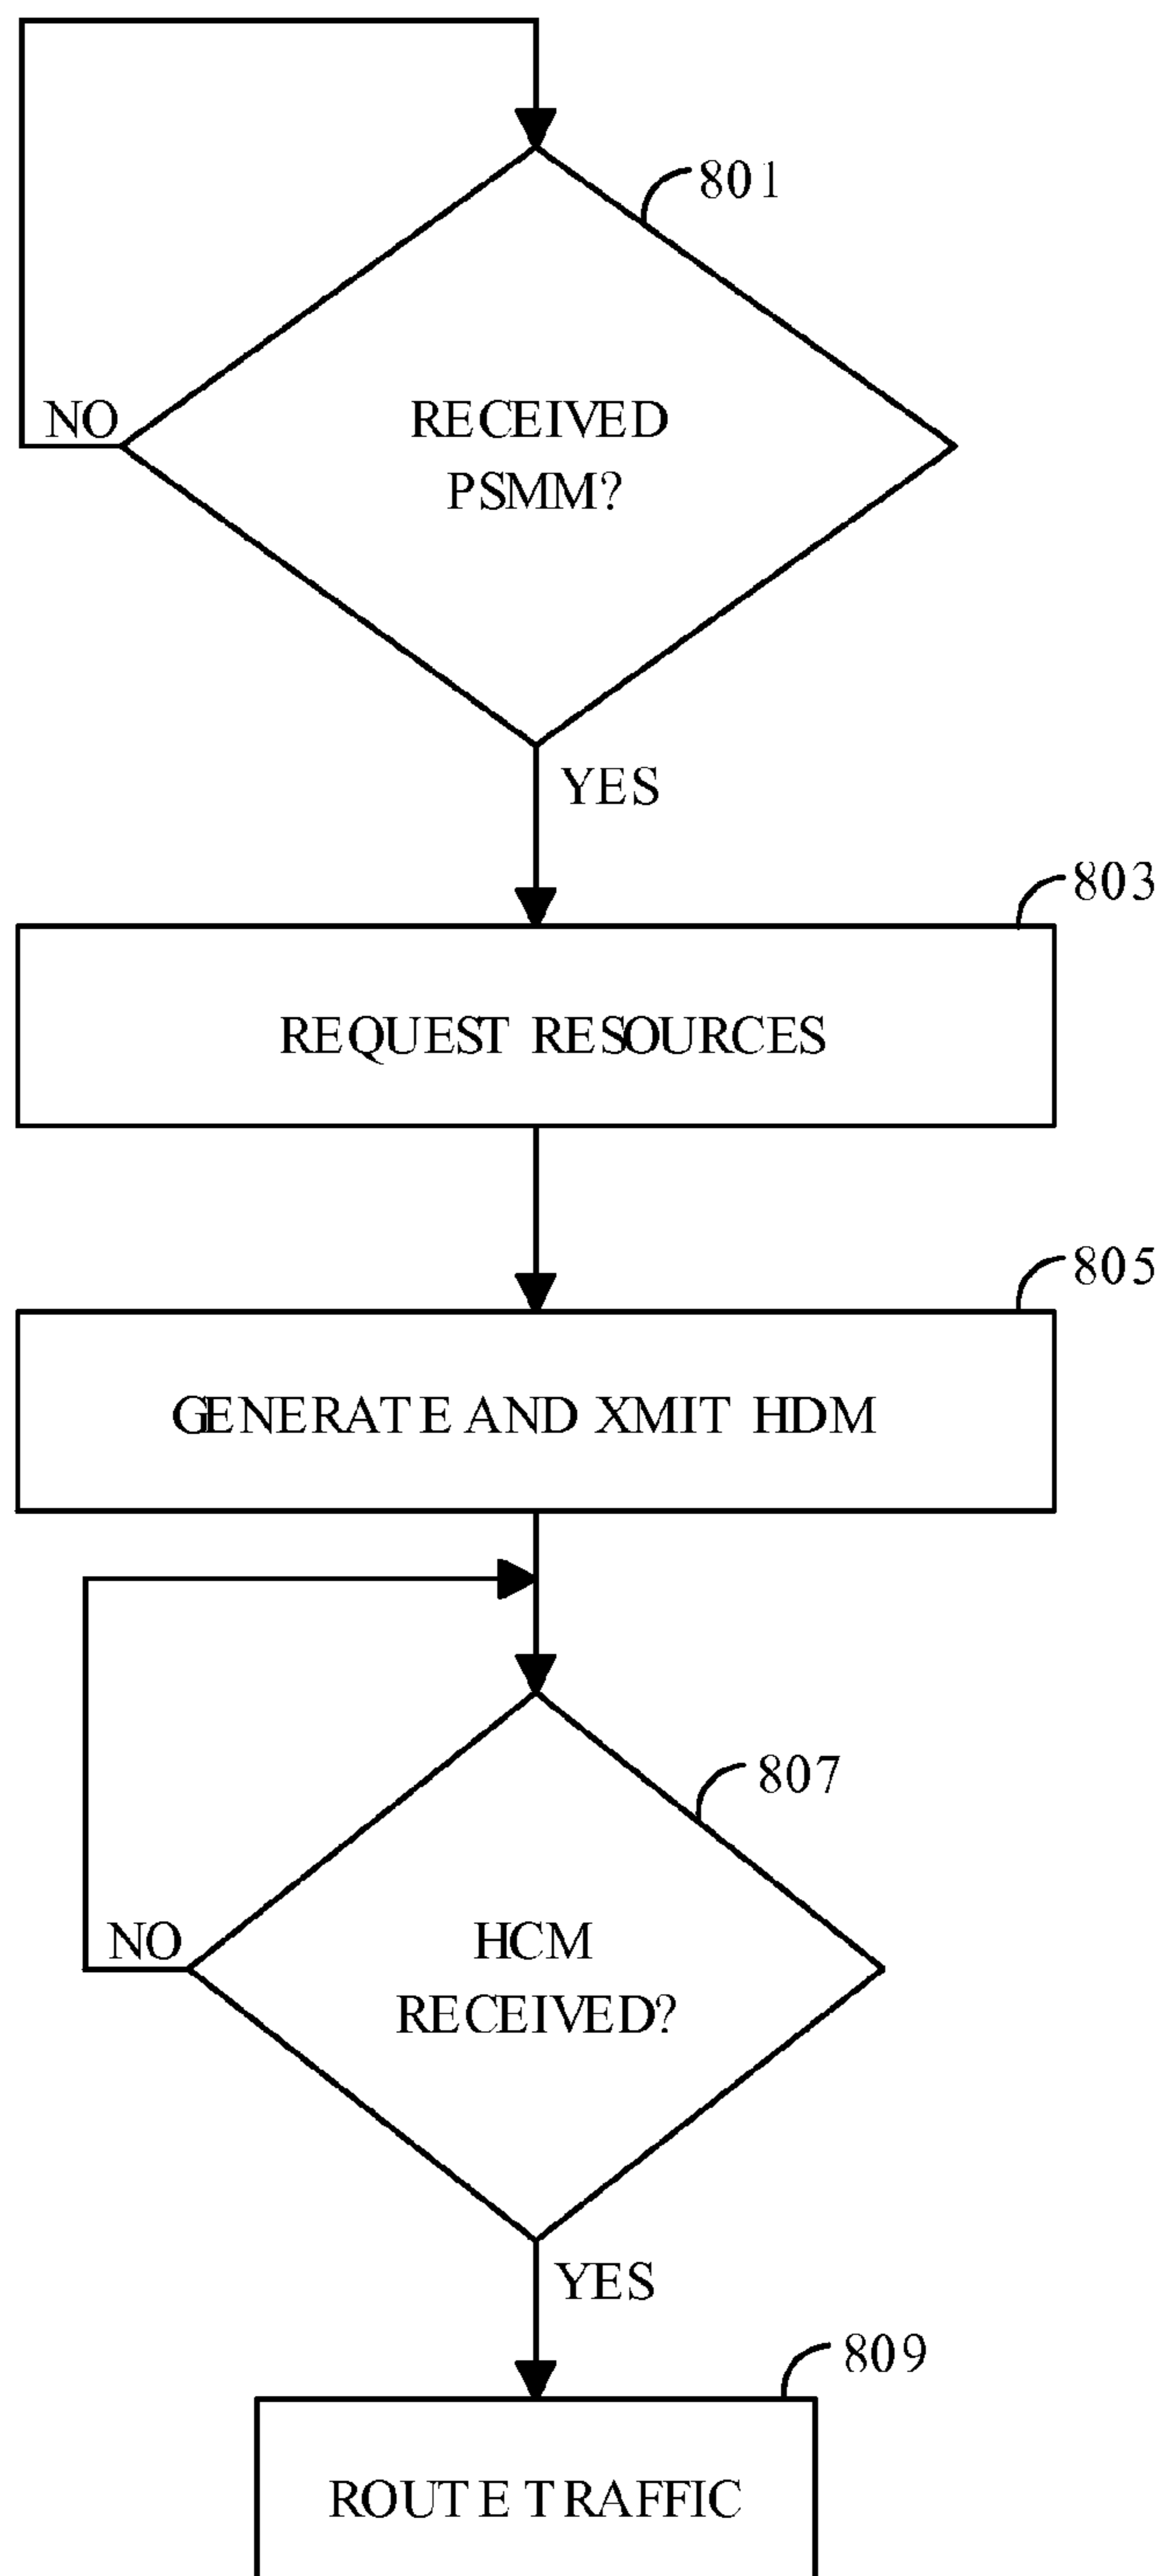 801
RECEIVED
PSMM?
NO
YES
803
REQUEST RESOURCES
805
GENERATE AND XMIT HDM
807
HCM
RECEIVED?
NO
YES
809
ROUTE TRAFFIC